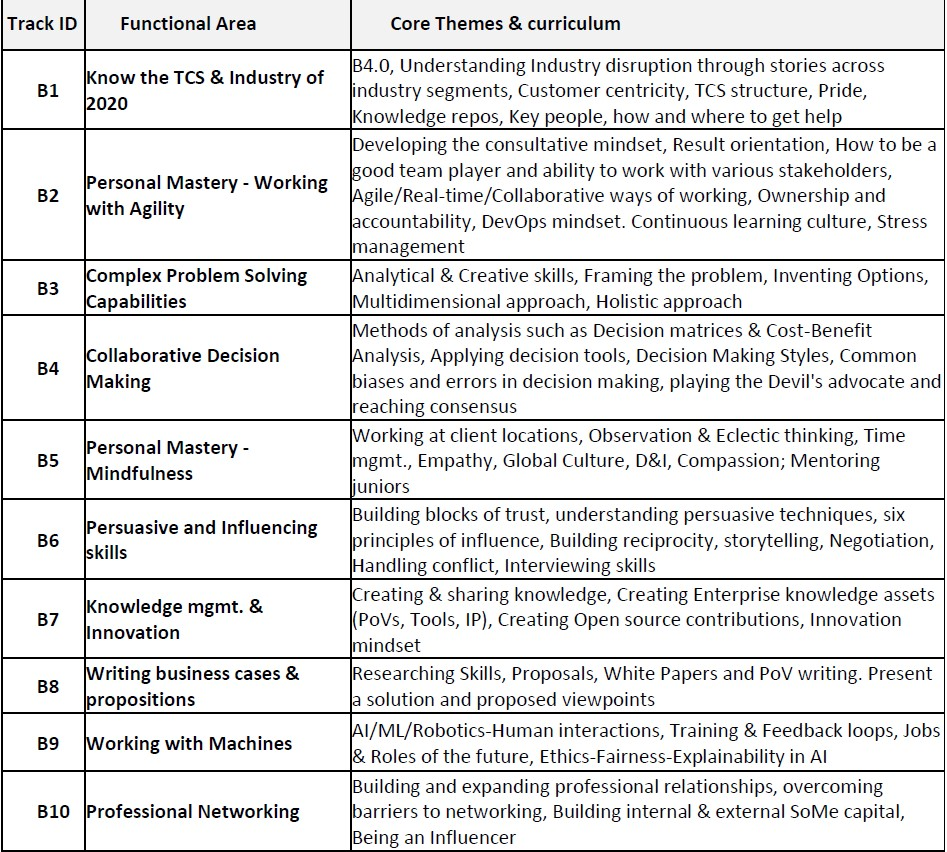 Track ID Functional Area Core Themes & curriculum
B1
Know the TCS & Industry of
2020
B4.0, Understanding Industry disruption through stories across
industry segments, Customer centricity, TCS structure, Pride,
Knowledge repos, Key people, how and where to get help
B2
Personal Mastery - Working
with Agility
Developing the consultative mindset, Result orientation, How to be a
good team player and ability to work with various stakeholders,
Agile/Real-time/Collaborative ways of working, Ownership and
accountability, DevOps mindset. Continuous learning culture, Stress
management
B3
Complex Problem Solving
Capabilities
Analytical & Creative skills, Framing the problem, Inventing Options,
Multidimensional approach, Holistic approach
B4
Collaborative Decision
Making
Methods of analysis such as Decision matrices & Cost-Benefit
Analysis, Applying decision tools, Decision Making Styles, Common
biases and errors in decision making, playing the Devil's advocate and
reaching consensus
B5
Personal Mastery -
Mindfulness
Working at client locations, Observation & Eclectic thinking, Time
mgmt., Empathy, Global Culture, D&I, Compassion; Mentoring
juniors
B6
Persuasive and Influencing
skills
Building blocks of trust, understanding persuasive techniques, six
principles of influence, Building reciprocity, storytelling, Negotiation,
Handling conflict, Interviewing skills
B7
Knowledge mgmt. &
Innovation
Creating & sharing knowledge, Creating Enterprise knowledge assets
(PoVs, Tools, IP), Creating Open source contributions, Innovation
mindset
B8
Writing business cases &
propositions
Researching Skills, Proposals, White Papers and PoV writing. Present
a solution and proposed viewpoints
B9
Working with Machines
AI/ML/Robotics-Human interactions, Training & Feedback loops, Jobs
& Roles of the future, Ethics-Fairness-Explainability in AI
B10
Professional Networking
Building and expanding professional relationships, overcoming
barriers to networking, Building internal & external SoMe capital,
Being an Influencer